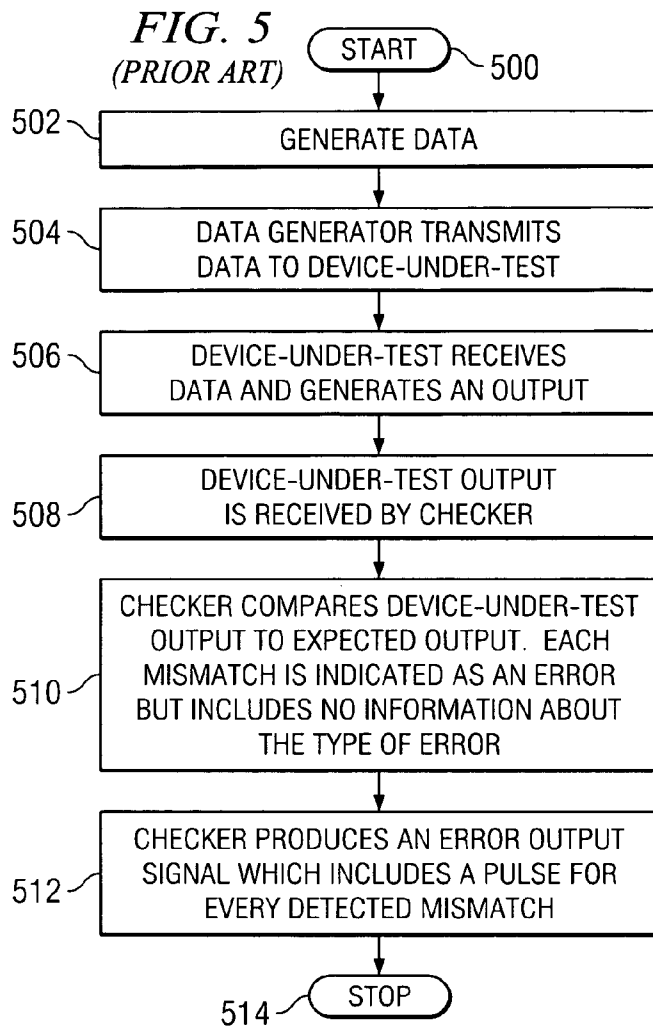 FIG. 5
(PRIOR ART)
START
500
502
GENERATE DATA
504
DATA GENERATOR TRANSMITS
DATA TO DEVICE-UNDER-TEST
506
DEVICE-UNDER-TEST RECEIVES
DATA AND GENERATES AN OUTPUT
508
DEVICE-UNDER-TEST OUTPUT
IS RECEIVED BY CHECKER
510
CHECKER COMPARES DEVICE-UNDER-TEST
OUTPUT TO EXPECTED OUTPUT. EACH
MISMATCH IS INDICATED AS AN ERROR
BUT INCLUDES NO INFORMATION ABOUT
THE TYPE OF ERROR
512
CHECKER PRODUCES AN ERROR OUTPUT
SIGNAL WHICH INCLUDES A PULSE FOR
EVERY DETECTED MISMATCH
514
STOP